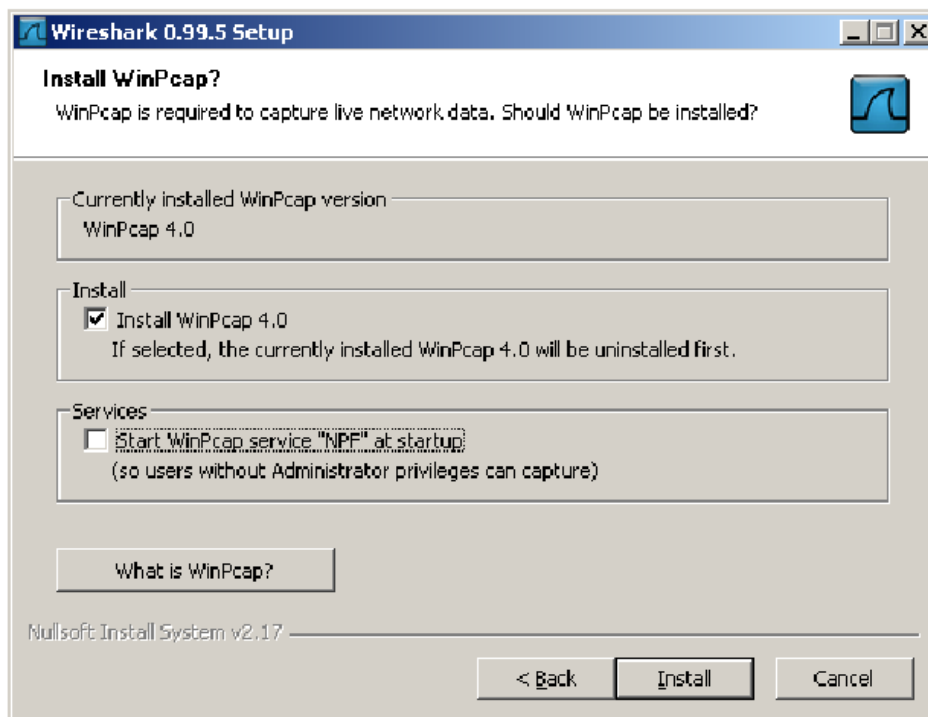 Wireshark 0.99.5 Setup
Install WinPcap?
WinPcap is required to capture live network data. Should WinPcap be installed?
Currently installed WinPcap version
WinPcap 4.0
Install
Install WinPcap 4.0
If selected, the currently installed WinPcap 4.0 will be uninstalled first.
Services
Start WinPcap service "NPF" at startup
(so users without Administrator privileges can capture)
What is WinPcap?
Nullsoft Install System v2.17
< Back
Install
Cancel